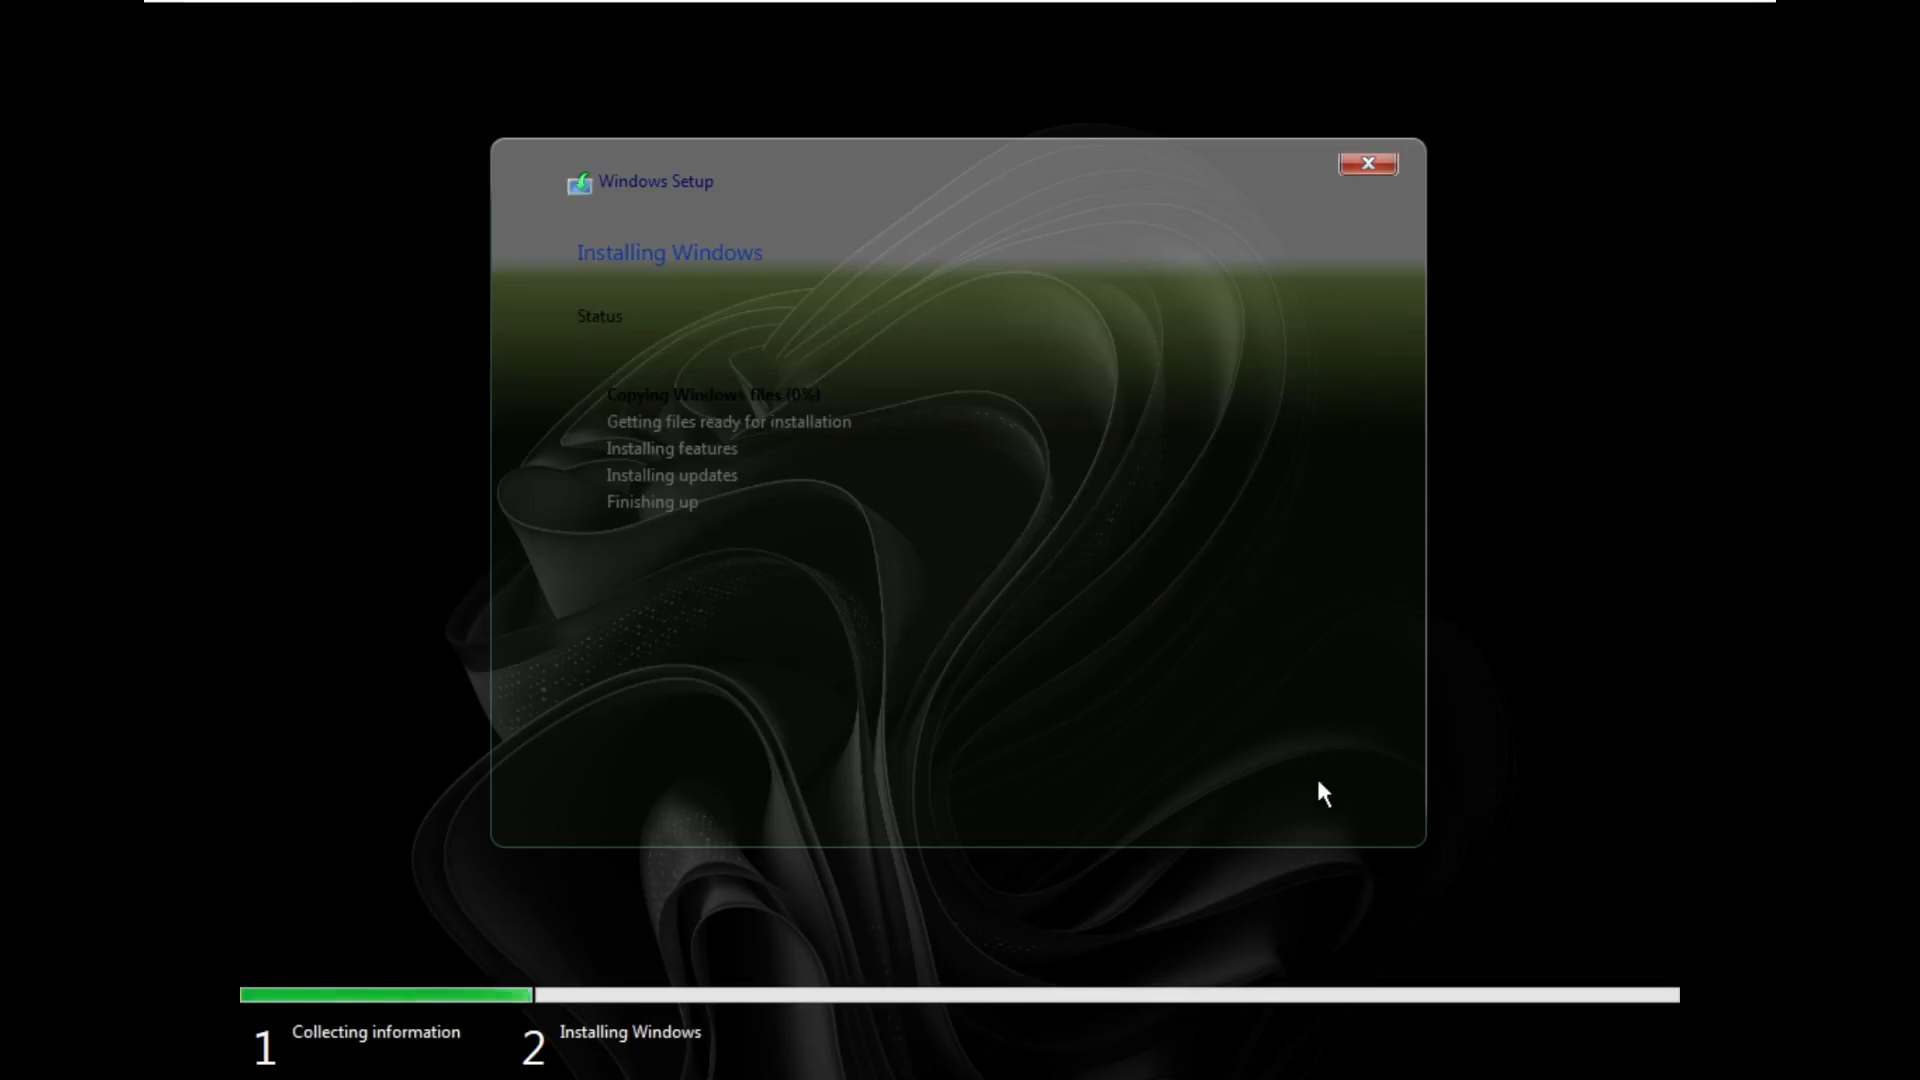 Windows Setup
Installing Windows
Status
Copying Windows files (0%)
Getting files ready for installation
Installing features
Installing updates
Finishing up
1 Collecting information
2 Installing Windows